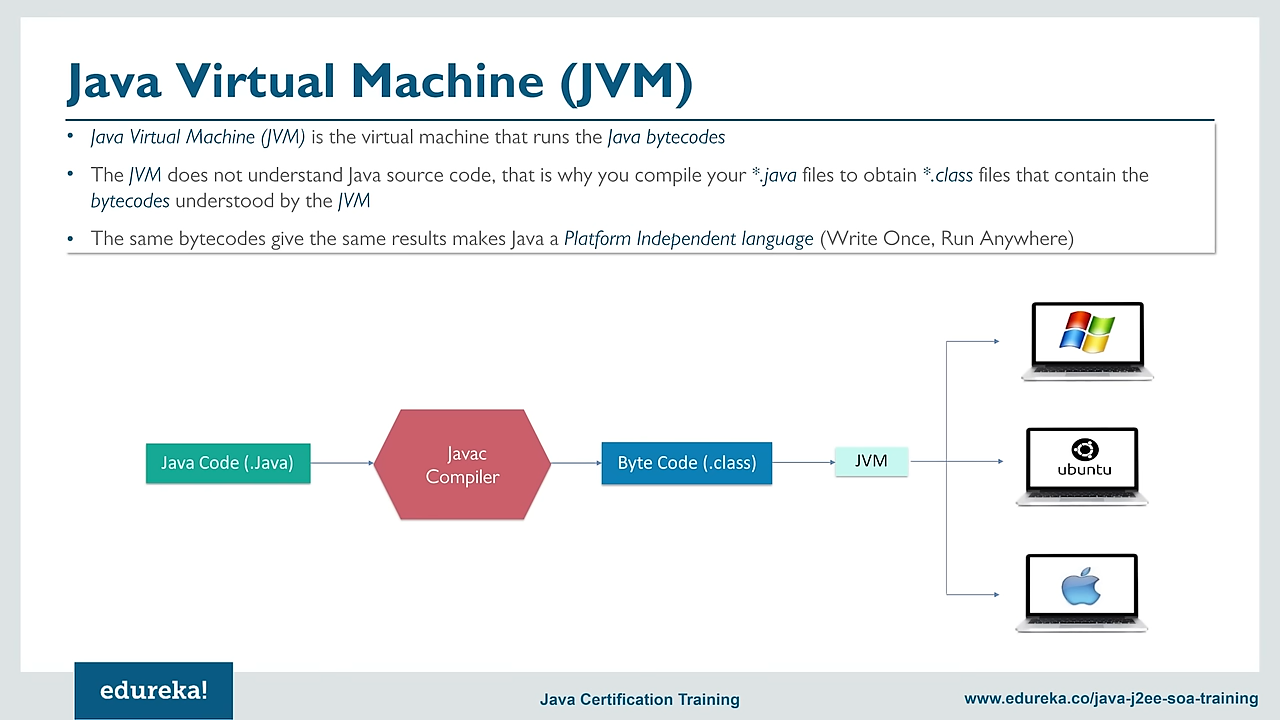 Java Virtual Machine (JVM)
• Java Virtual Machine (JVM) is the virtual machine that runs the Java bytecodes
• The JVM does not understand Java source code, that is why you compile your *.java files to obtain *.class files that contain the
bytecodes understood by the JVM
• The same bytecodes give the same results makes Java a Platform Independent language (Write Once, Run Anywhere)
Java Code (.Java)
Javac
Compiler
Byte Code (.class)
JVM
ubuntu
edureka!
Java Certification Training
www.edureka.co/java-j2ee-soa-training